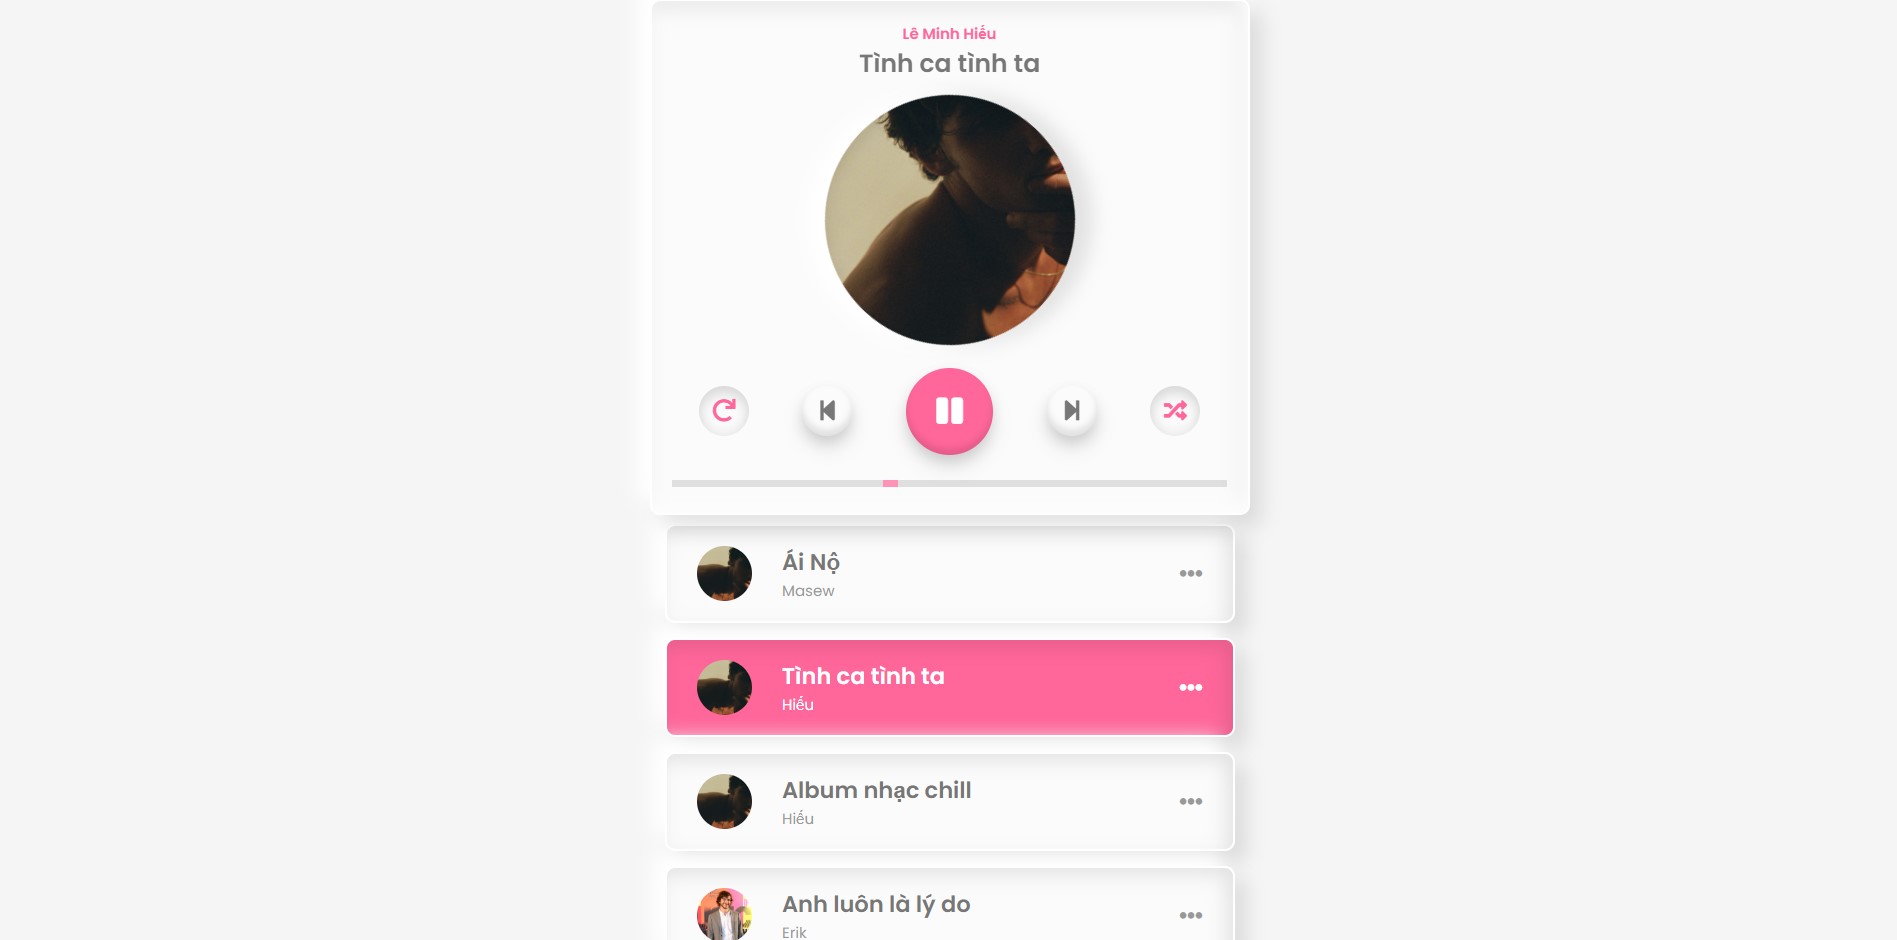 Lê Minh Hiếu
Tình ca tình ta
Ái Nộ
Masew
Tình ca tình ta
Hiếu
Album nhạc chill
Hiếu
Anh luôn là lý do
Erik